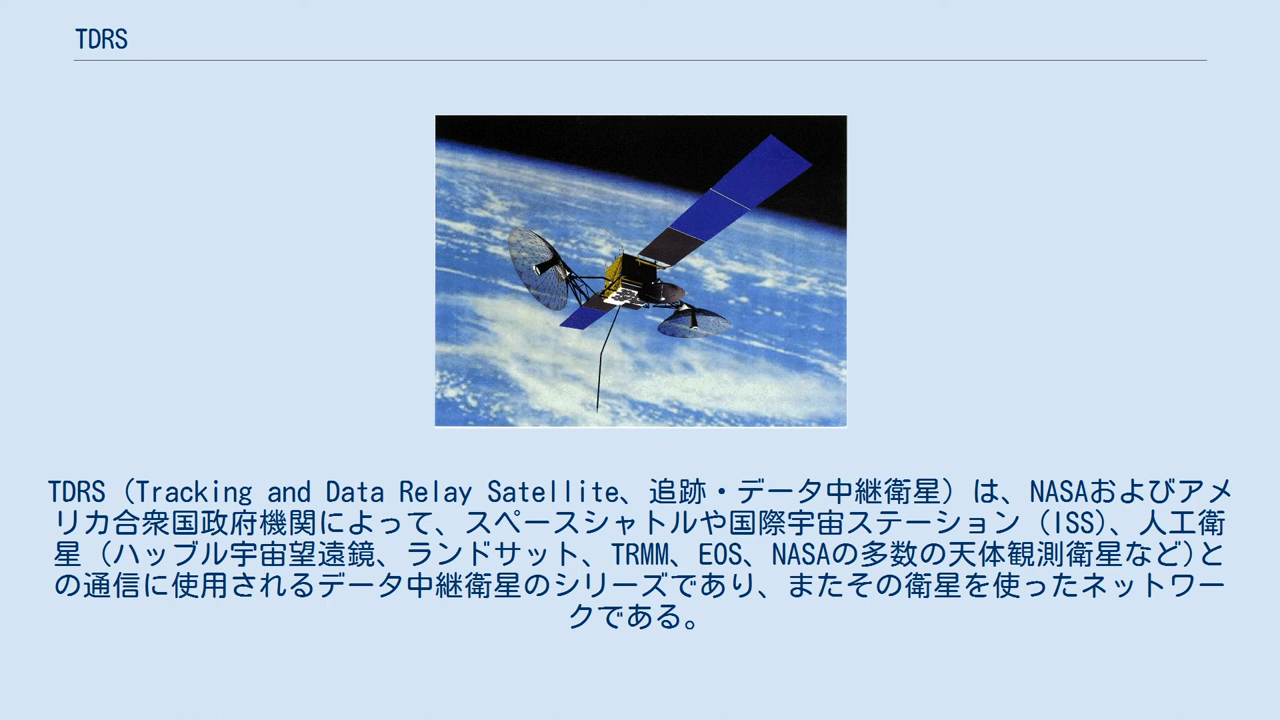 TDRS
TDRS（Tracking and Data Relay Satellite、追跡・データ中継衛星）は、NASAおよびアメ
リカ合衆国政府機関によって、スペースシャトルや国際宇宙ステーション（ISS)、人工衛
星（ハッブル宇宙望遠鏡、ランドサット、TRMM、EOS、NASAの多数の天体観測衛星など)と
の通信に使用されるデータ中継衛星のシリーズであり、またその衛星を使ったネットワー
クである。